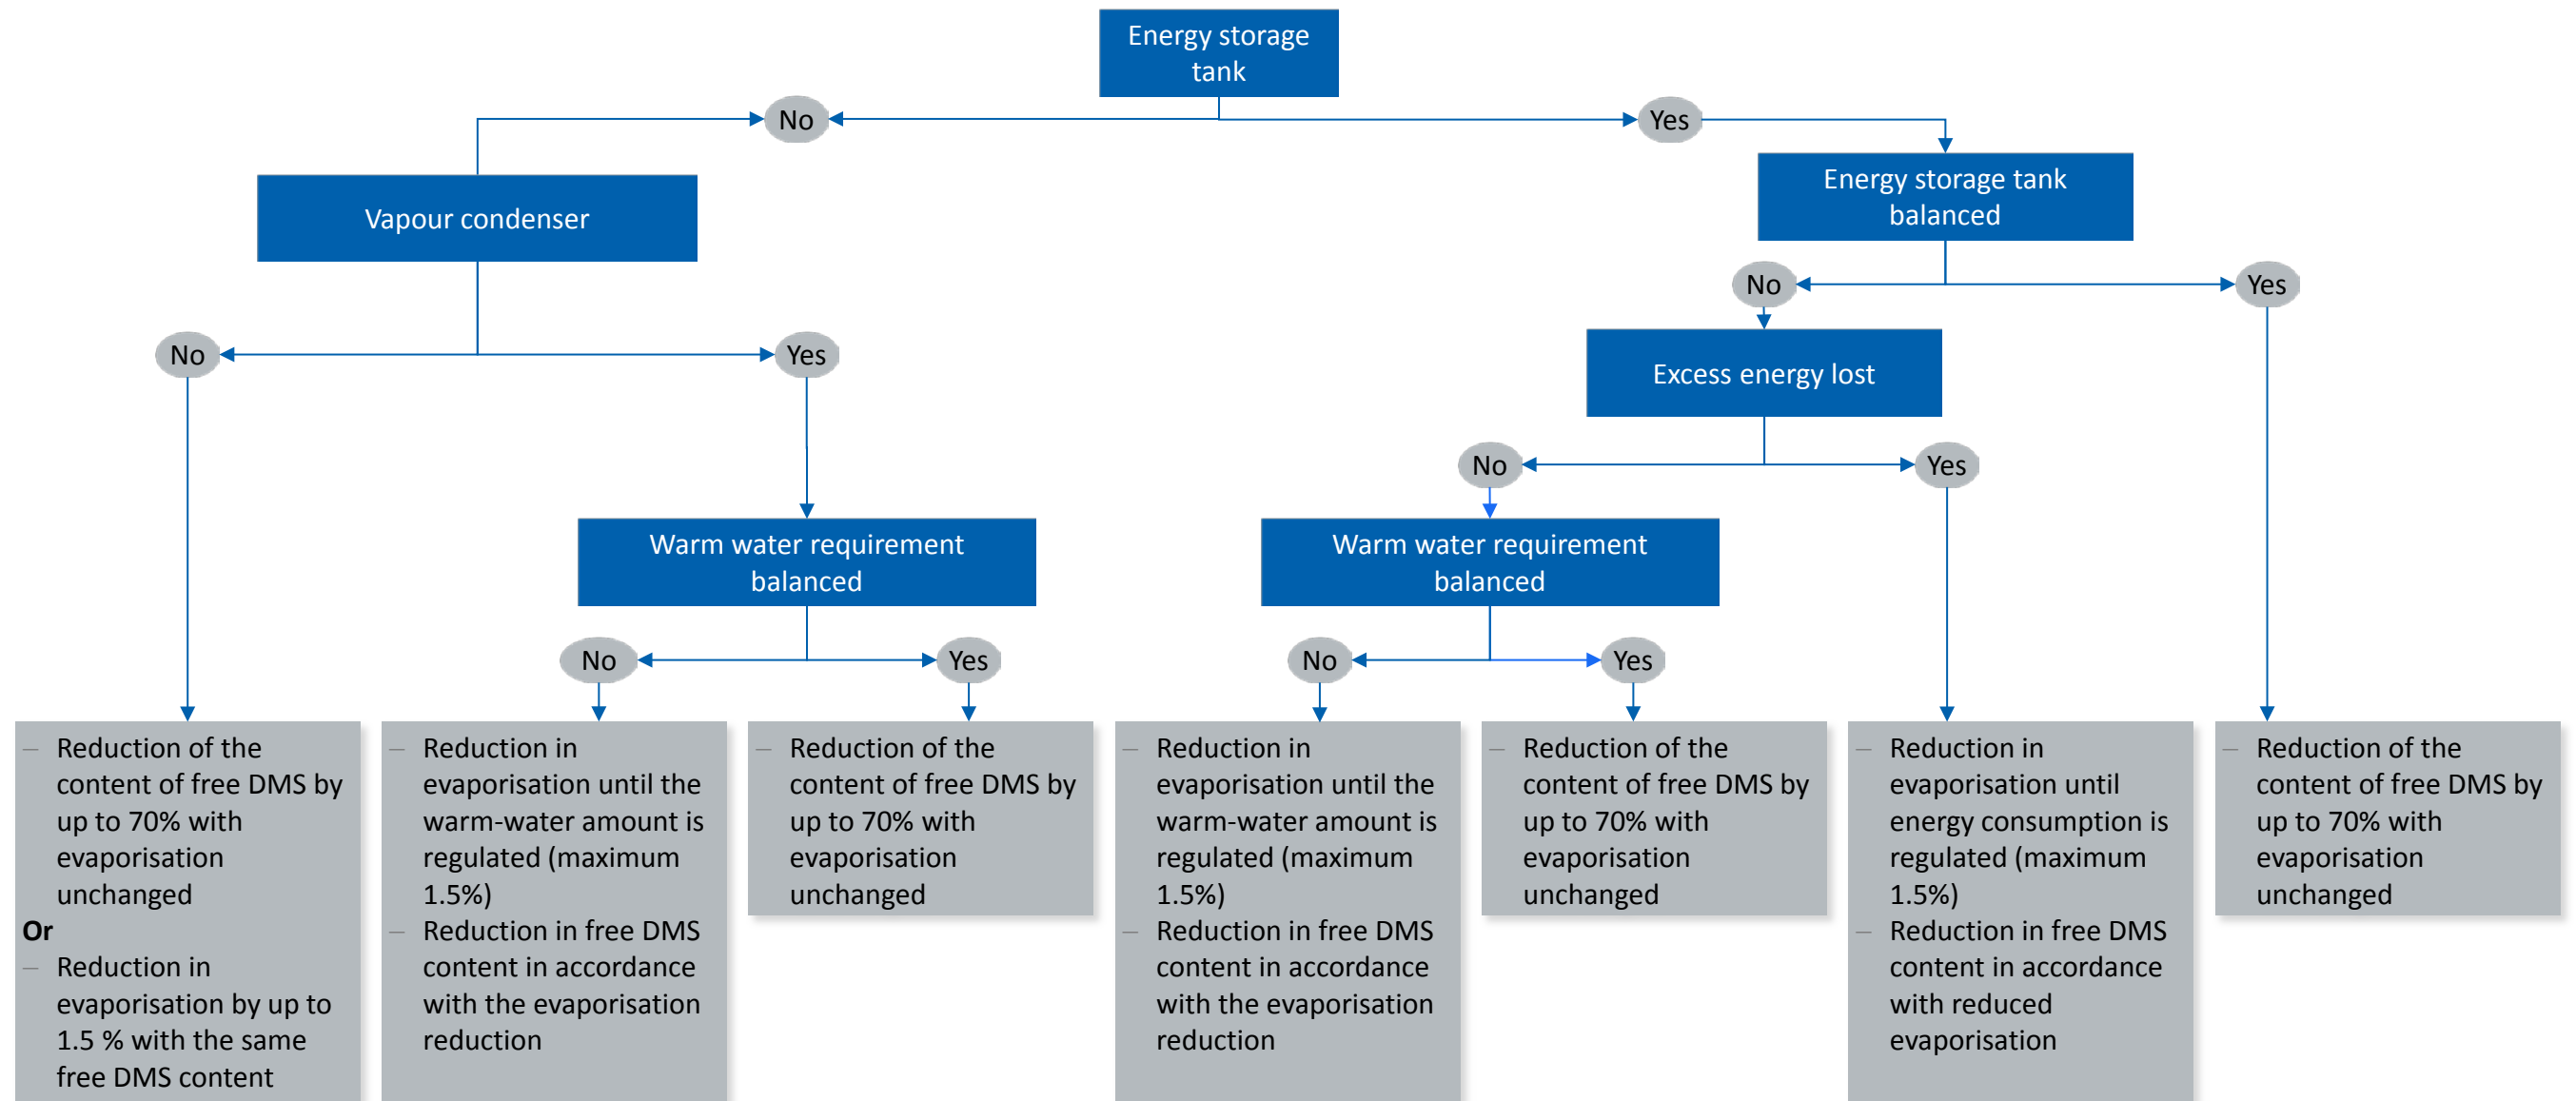 Energy storage
tank
No
Yes
Vapour condenser
Energy storage tank
balanced
No
Yes
No
Yes
Excess energy lost
No
Yes
Warm water requirement
balanced
Warm water requirement
balanced
No
Yes
No
Yes
– Reduction of the
content of free DMS by
up to 70% with
evaporisation
unchanged
Or
– Reduction in
evaporisation by up to
1.5 % with the same
free DMS content
– Reduction in
evaporisation until the
warm-water amount is
regulated (maximum
1.5%)
– Reduction in free DMS
content in accordance
with the evaporisation
reduction
– Reduction of the
content of free DMS by
up to 70% with
evaporisation
unchanged
– Reduction in
evaporisation until the
warm-water amount is
regulated (maximum
1.5%)
– Reduction in free DMS
content in accordance
with the evaporisation
reduction
– Reduction of the
content of free DMS by
up to 70% with
evaporisation
unchanged
– Reduction in
evaporisation until
energy consumption is
regulated (maximum
1.5%)
– Reduction in free DMS
content in accordance
with reduced
evaporisation
– Reduction of the
content of free DMS by
up to 70% with
evaporisation
unchanged